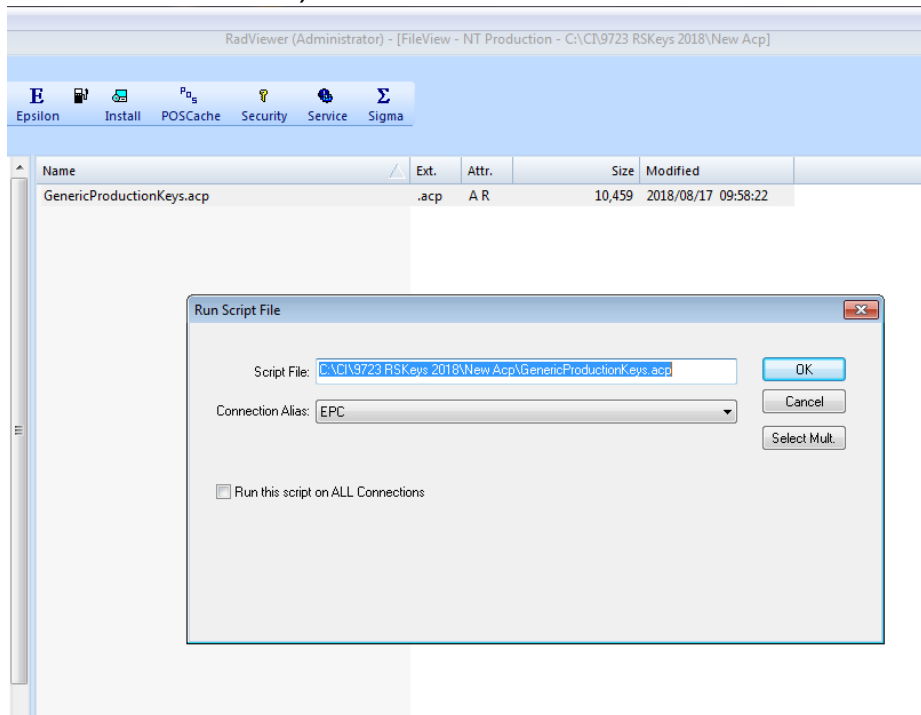 RadViewer (Administrator) - [FileView - NT Production - C:\CI\9723 RSKeys 2018\New Acp]
E POS Σ
Epsilon Install POSCache Security Service Sigma
Name Ext. Attr. Size Modified
GenericProductionKeys.acp .acp A R 10,459 2018/08/17 09:58:22
Run Script File
Script File: C:\CI\9723 RSKeys 2018\New Acp\GenericProductionKeys.acp OK
Connection Alias: EPC Cancel
Select Mult.
Run this script on ALL Connections